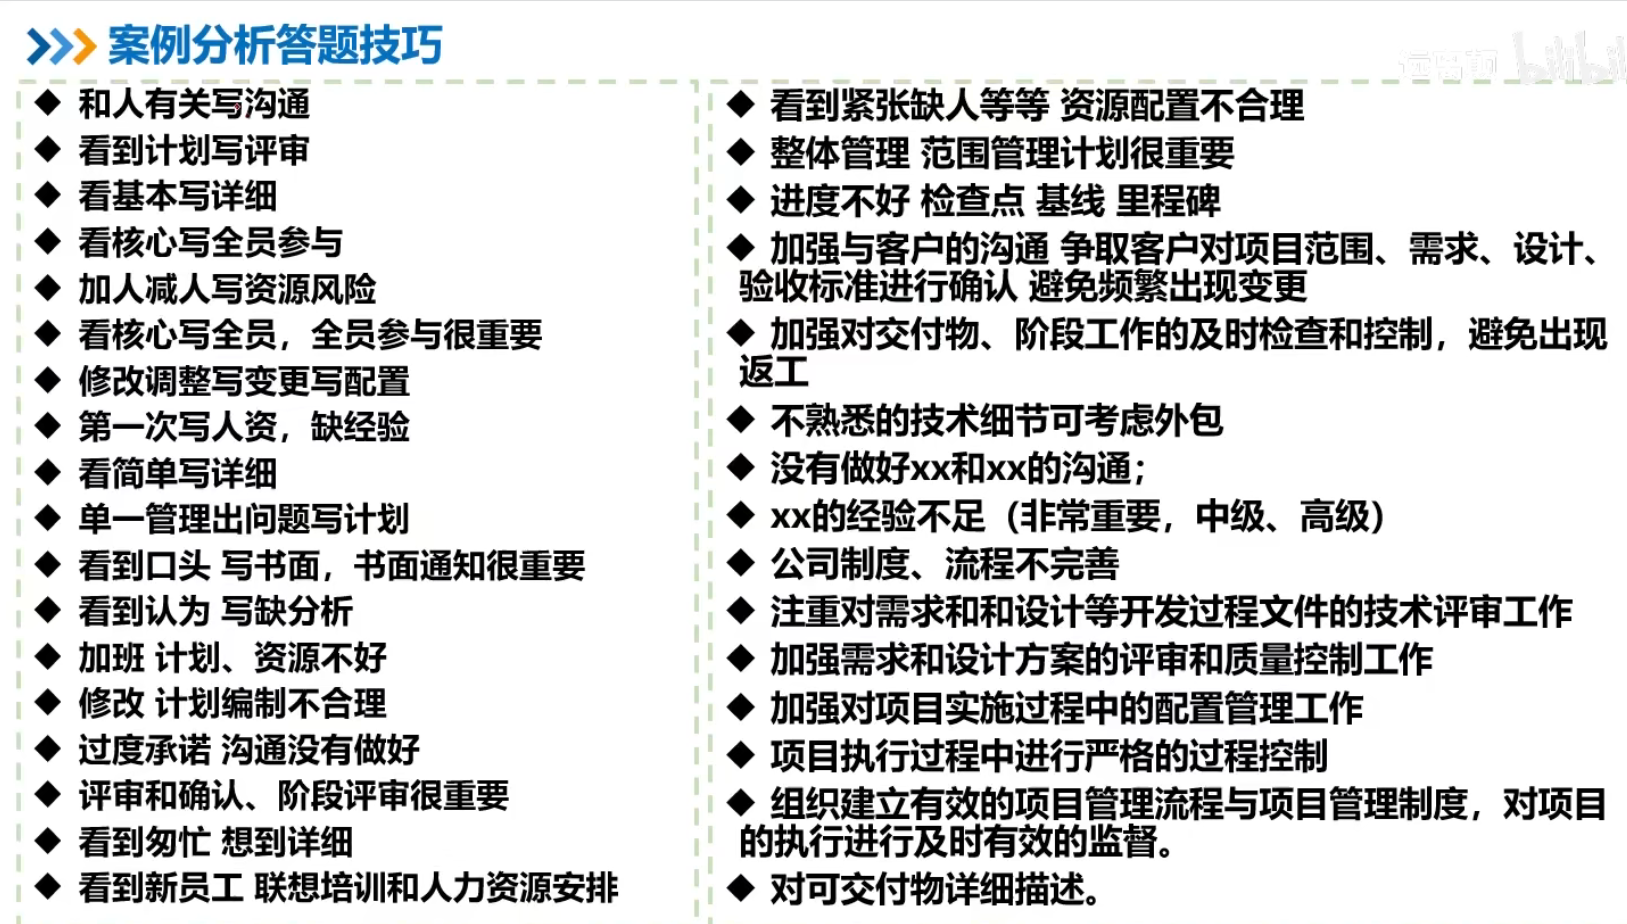 案例分析答题技巧
和人有关写沟通
看到计划写评审
看基本写详细
看核心写全员参与
加人减人写资源风险
看核心写全员，全员参与很重要
修改调整写变更写配置
第一次写人资，缺经验
看简单写详细
单一管理出问题写计划
看到口头 写书面，书面通知很重要
看到认为 写缺分析
加班 计划、资源不好
修改 计划编制不合理
过度承诺 沟通没有做好
评审和确认、阶段评审很重要
看到匆忙 想到详细
看到新员工 联想培训和人力资源安排
看到紧张缺人等等 资源配置不合理
整体管理 范围管理计划很重要
进度不好 检查点 基线 里程碑
加强与客户的沟通 争取客户对项目范围、需求、设计、
验收标准进行确认 避免频繁出现变更
加强对交付物、阶段工作的及时检查和控制，避免出现
返工
不熟悉的技术细节可考虑外包
没有做好xx和xx的沟通；
xx的经验不足（非常重要，中级、高级）
公司制度、流程不完善
注重对需求和和设计等开发过程文件的技术评审工作
加强需求和设计方案的评审和质量控制工作
加强对项目实施过程中的配置管理工作
项目执行过程中进行严格的过程控制
组织建立有效的项目管理流程与项目管理制度，对项目
的执行进行及时有效的监督。
对可交付物详细描述。
bilibili